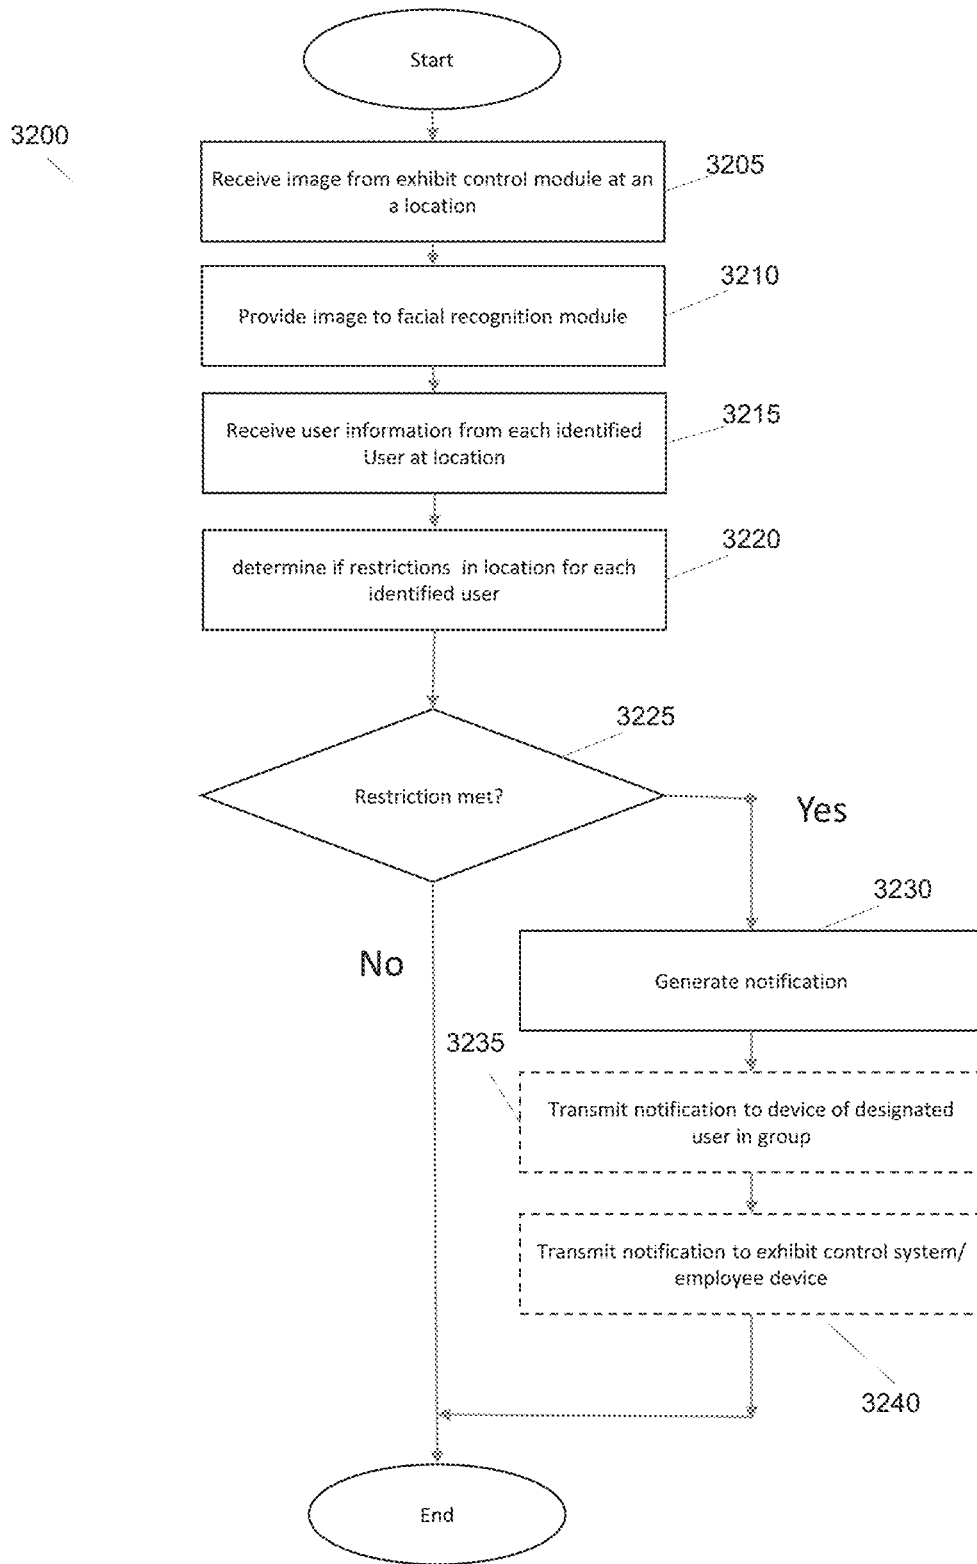 Start
3200
3205
Receive image from exhibit control module at an
a location
3210
Provide image to facial recognition module
3215
Receive user information from each identified
User at location
3220
determine if restrictions in location for each
identified user
3225
Restriction met?
Yes
3230
No
Generate notification
3235
Transmit notification to device of designated
user in group
Transmit notification to exhibit control system/
employee device
3240
End